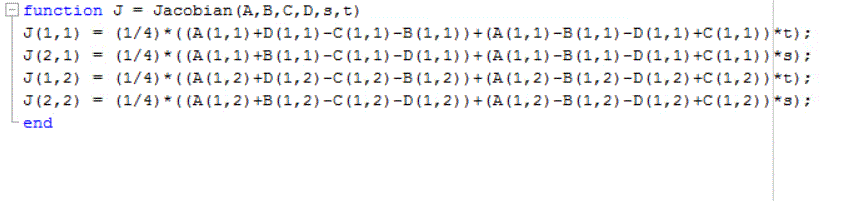 function J = Jacobian(A,B,C,D,s,t)
J(1,1) = (1/4)*((A(1,1)+D(1,1)-C(1,1)-B(1,1))+(A(1,1)-B(1,1)-D(1,1)+C(1,1))*t);
J(2,1) = (1/4)*((A(1,1)+B(1,1)-C(1,1)-D(1,1))+(A(1,1)-B(1,1)-D(1,1)+C(1,1))*s);
J(1,2) = (1/4)*((A(1,2)+D(1,2)-C(1,2)-B(1,2))+(A(1,2)-B(1,2)-D(1,2)+C(1,2))*t);
J(2,2) = (1/4)*((A(1,2)+B(1,2)-C(1,2)-D(1,2))+(A(1,2)-B(1,2)-D(1,2)+C(1,2))*s);
end